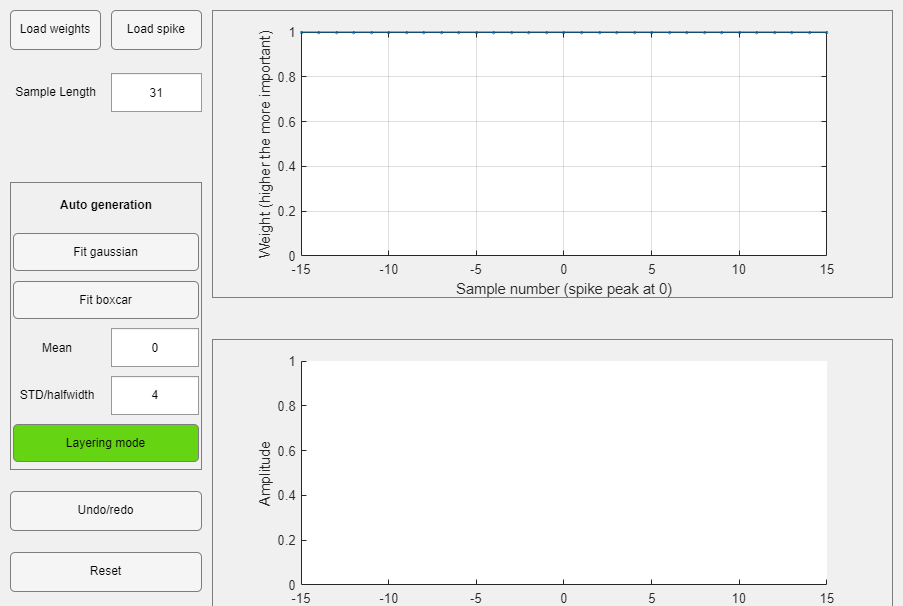 Load weights
Load spike
Sample Length
31
Auto generation
Fit gaussian
Fit boxcar
Mean
0
STD/halfwidth
4
Layering mode
Undo/redo
Reset
Weight (higher the more important)
1
0.8
0.6
0.4
0.2
0
-15 -10 -5 0 5 10 15
Sample number (spike peak at 0)
Amplitude
1
0.8
0.6
0.4
0.2
0
-15 -10 -5 0 5 10 15